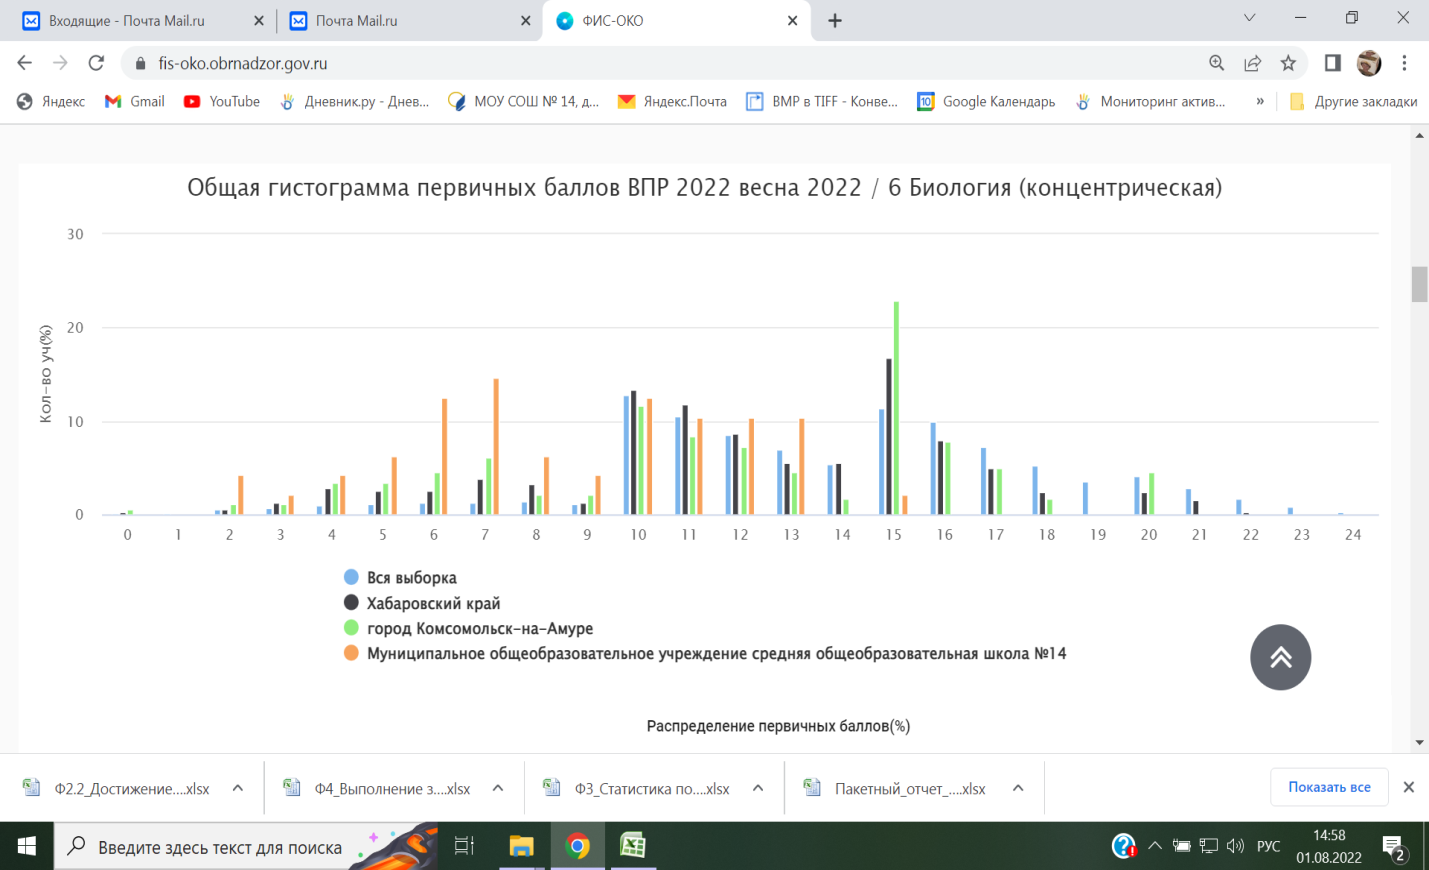 Входящие - Почта Mail.ru
Почта Mail.ru
ФИС-ОКО
fis-oko.obrnadzor.gov.ru
Яндекс
Gmail
YouTube
Дневник.ру - Днев...
МОУ СОШ № 14, д...
Яндекс.Почта
BMP в TIFF - Конве...
10
Google Календарь
Мониторинг актив...
»
Другие закладки
Общая гистограмма первичных баллов ВПР 2022 весна 2022 / 6 Биология (концентрическая)
Кол-во уч(%)
30
20
10
0
0 1 2 3 4 5 6 7 8 9 10 11 12 13 14 15 16 17 18 19 20 21 22 23 24
Вся выборка
Хабаровский край
город Комсомольск-на-Амуре
Муниципальное общеобразовательное учреждение средняя общеобразовательная школа №14
Распределение первичных баллов(%)
Ф2.2_Достижение....xlsx
Ф4_Выполнение з....xlsx
Ф3_Статистика по....xlsx
Пакетный_отчет_....xlsx
Показать все
Введите здесь текст для поиска
РУС
14:58
01.08.2022
2